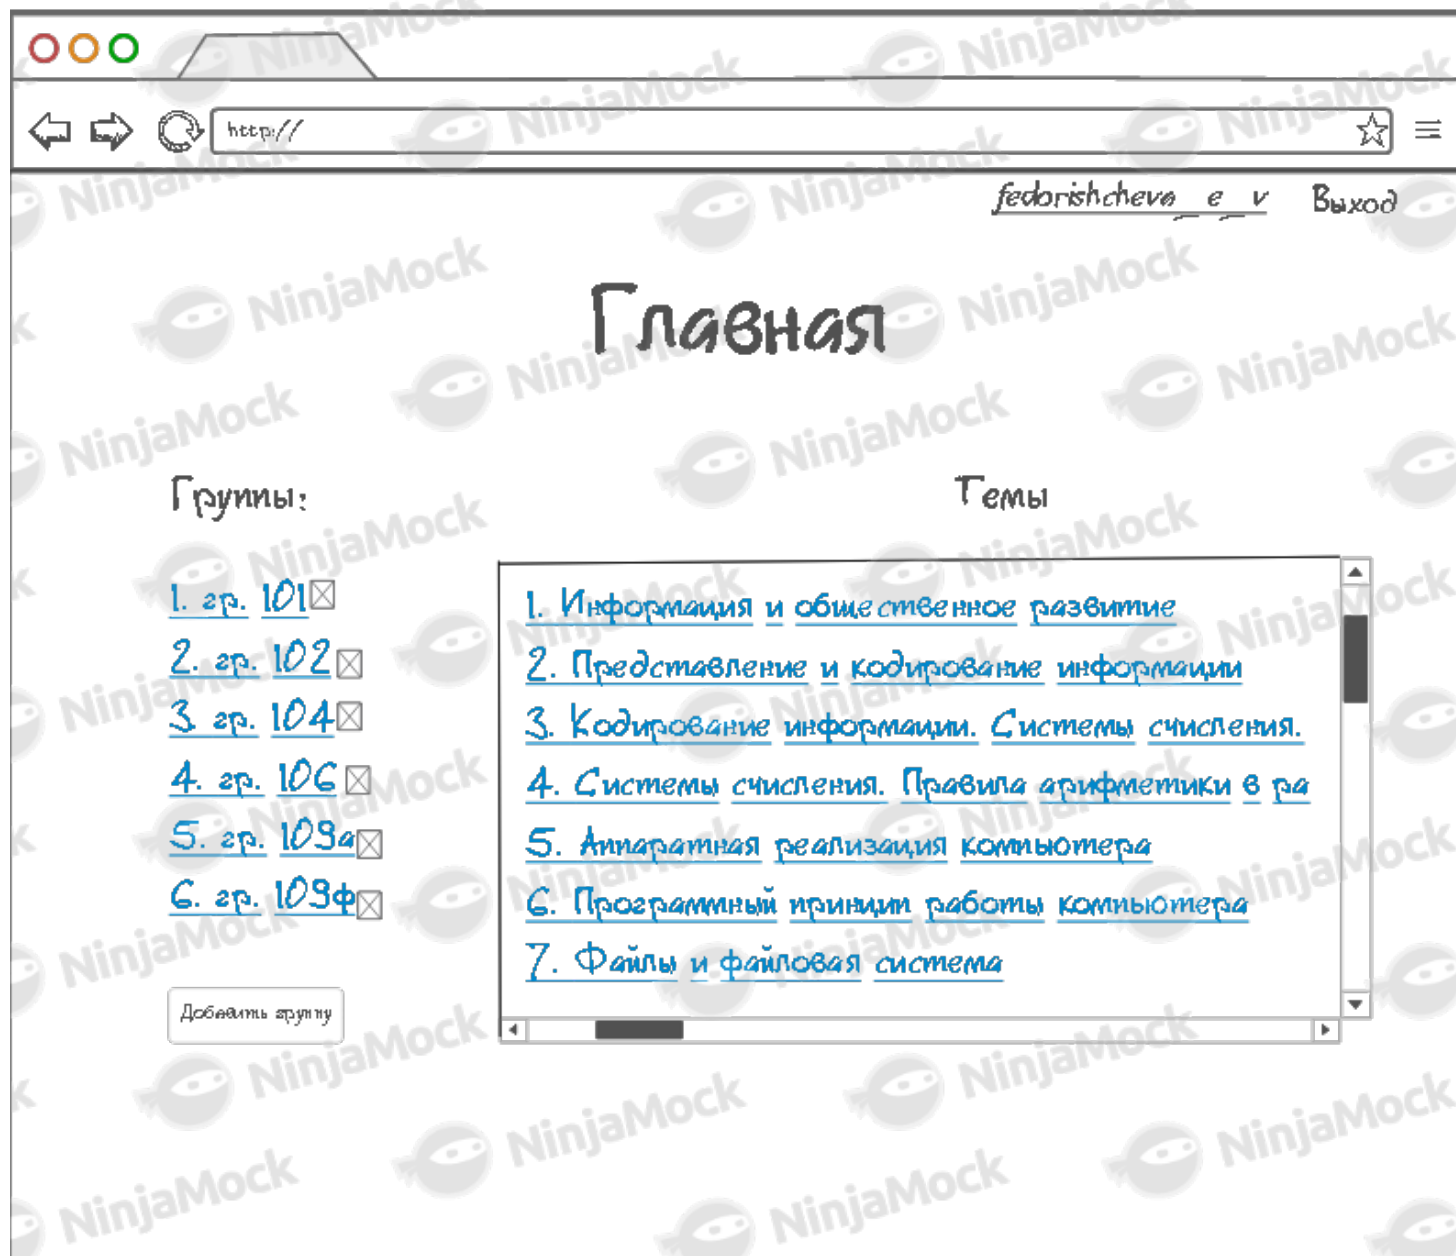 http://
fedorishcheva_e_v Выход
Главная
Группы:
Темы
1. гр. 101
2. гр. 102
3. гр. 104
4. гр. 106
5. гр. 109а
6. гр. 109ф
Добавить группу
1. Информация и общественное развитие
2. Представление и кодирование информации
3. Кодирование информации. Системы счисления.
4. Системы счисления. Правила арифметики в ра
5. Аппаратная реализация компьютера
6. Программный принцип работы компьютера
7. Файлы и файловая система
NinjaMock